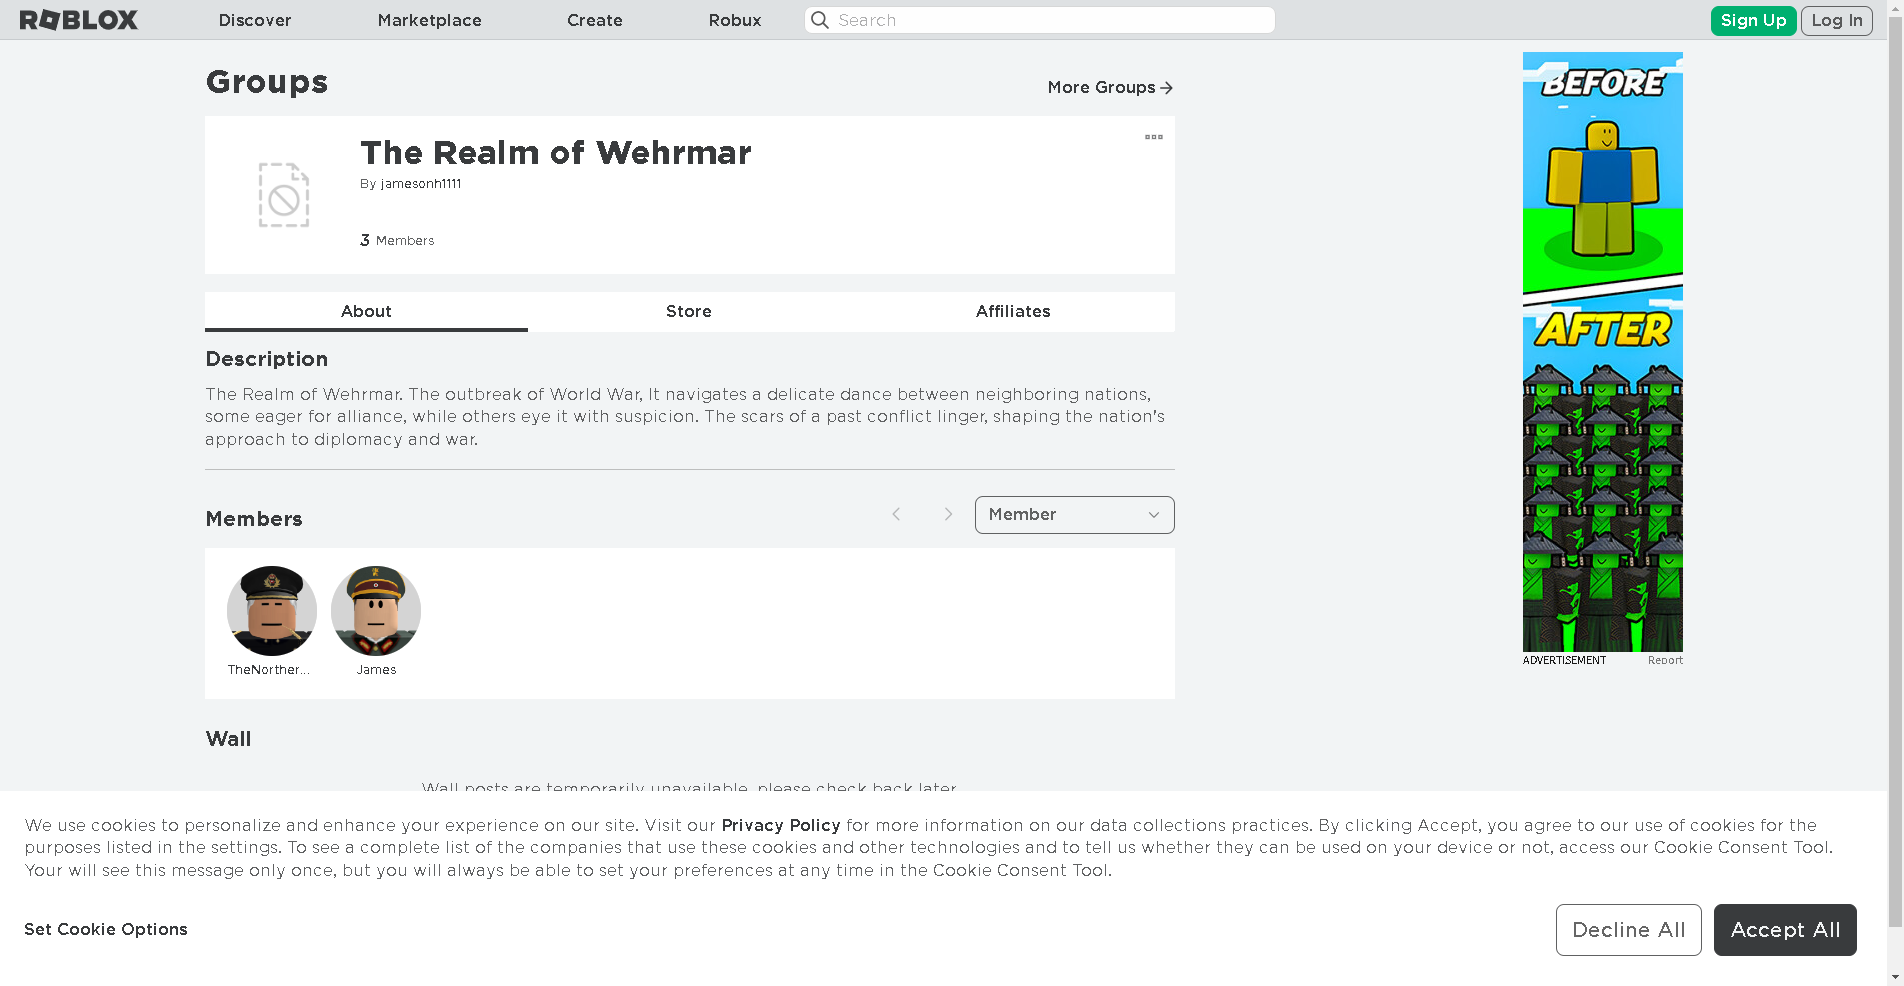 ROBLOX
Discover
Marketplace
Create
Robux
Search
Sign Up
Log In
Groups
More Groups
The Realm of Wehrmar
By jamesonh1111
3 Members
About
Store
Affiliates
Description
The Realm of Wehrmar. The outbreak of World War, It navigates a delicate dance between neighboring nations,
some eager for alliance, while others eye it with suspicion. The scars of a past conflict linger, shaping the nation's
approach to diplomacy and war.
Members
Member
TheNorther...
James
Wall
Wall posts are temporarily unavailable, please check back later.
BEFORE
AFTER
ADVERTISEMENT
Report
We use cookies to personalize and enhance your experience on our site. Visit our Privacy Policy for more information on our data collections practices. By clicking Accept, you agree to our use of cookies for the
purposes listed in the settings. To see a complete list of the companies that use these cookies and other technologies and to tell us whether they can be used on your device or not, access our Cookie Consent Tool.
Your will see this message only once, but you will always be able to set your preferences at any time in the Cookie Consent Tool.
Set Cookie Options
Decline All
Accept All